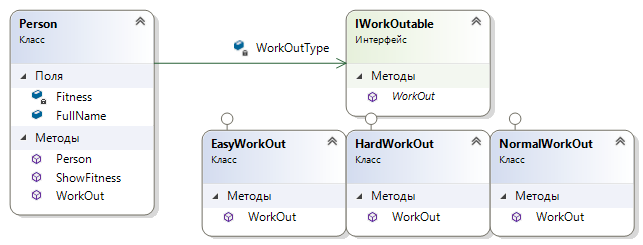 Person
Класс
Поля
Fitness
FullName
Методы
Person
ShowFitness
WorkOut
WorkOutType
IWorkOutable
Интерфейс
Методы
WorkOut
EasyWorkOut
Класс
Методы
WorkOut
HardWorkOut
Класс
Методы
WorkOut
NormalWorkOut
Класс
Методы
WorkOut